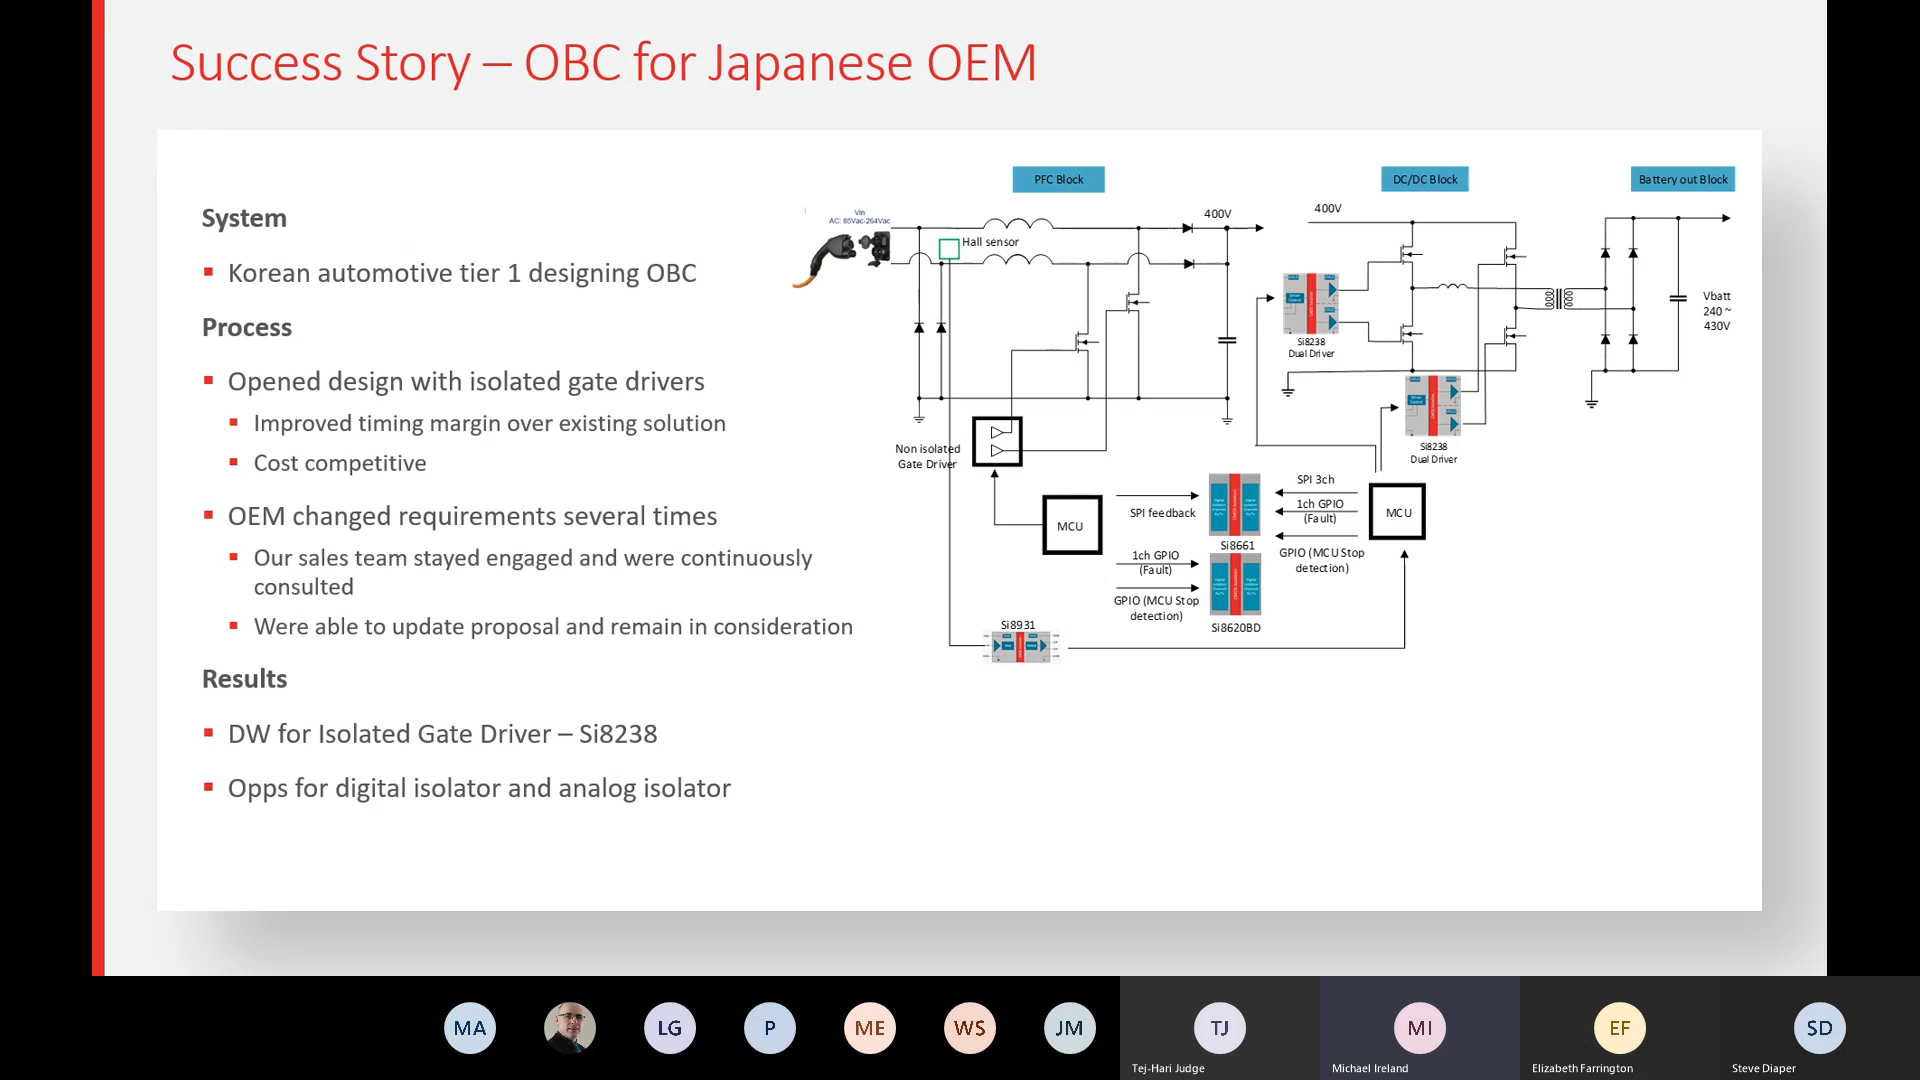 Success Story – OBC for Japanese OEM
System
Korean automotive tier 1 designing OBC
Process
Opened design with isolated gate drivers
Improved timing margin over existing solution
Cost competitive
OEM changed requirements several times
Our sales team stayed engaged and were continuously
consulted
Were able to update proposal and remain in consideration
Results
DW for Isolated Gate Driver – Si8238
Opps for digital isolator and analog isolator
PFC Block
DC/DC Block
Battery out Block
Vin
AC: 85Vac-264Vac
Hall sensor
400V
400V
Si8238
Dual Driver
Vbatt
240 ~
430V
Non isolated
Gate Driver
Si8238
Dual Driver
MCU
SPI feedback
1ch GPIO
(Fault)
GPIO (MCU Stop
detection)
Si8661
Si8620BD
SPI 3ch
1ch GPIO
(Fault)
GPIO (MCU Stop
detection)
MCU
Si8931
MA
LG
P
ME
WS
JM
TJ
MI
EF
SD
Tej-Hari Judge
Michael Ireland
Elizabeth Farrington
Steve Diaper